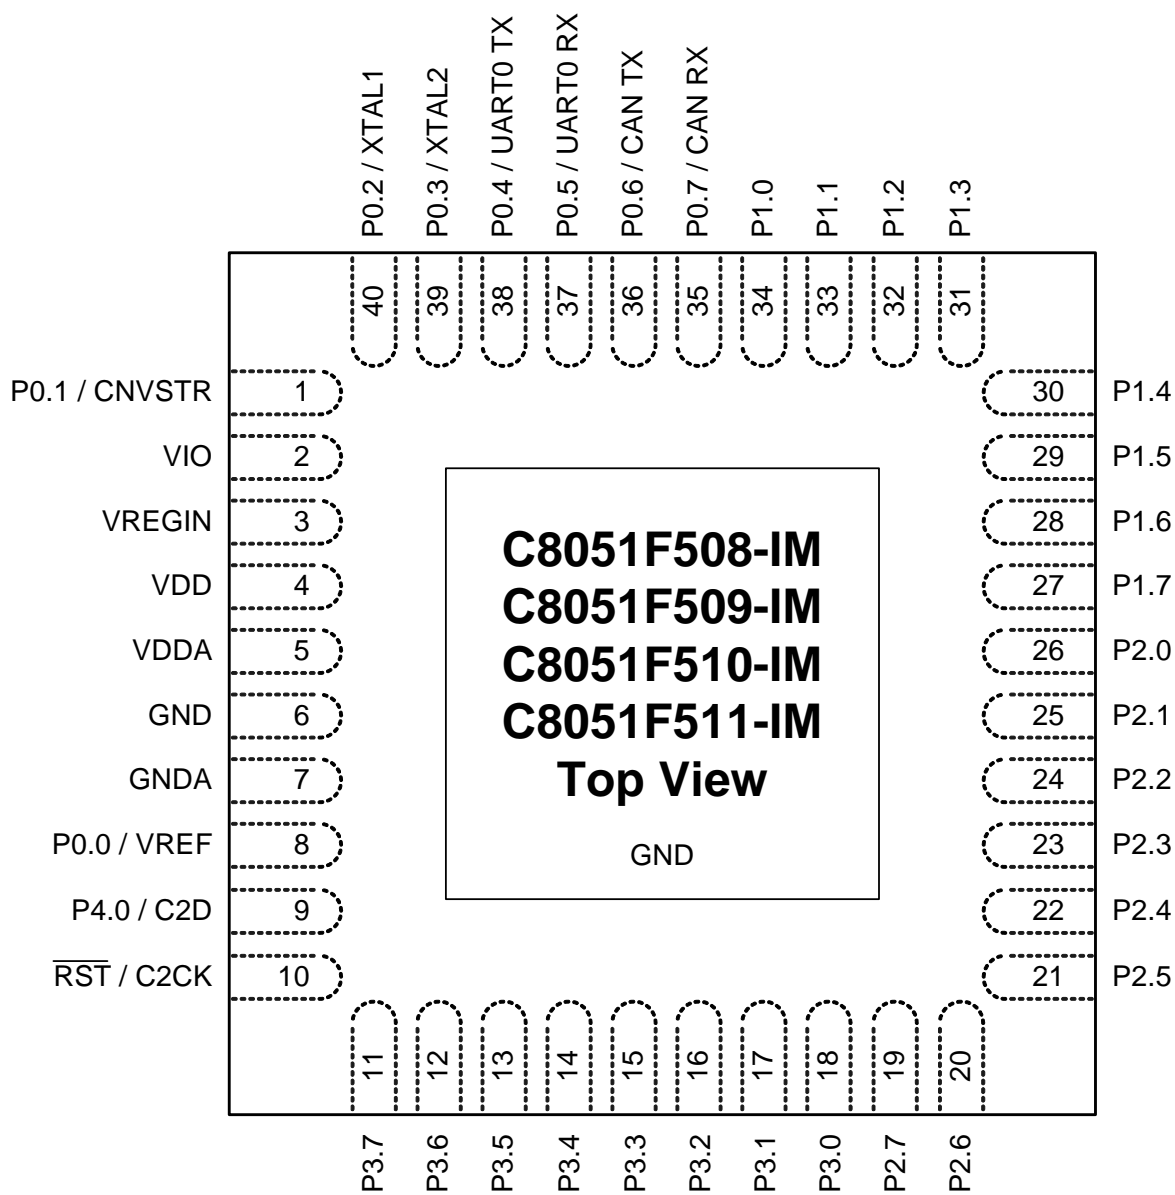 P0.2 / XTAL1
P0.3 / XTAL2
P0.4 / UART0 TX
P0.5 / UART0 RX
P0.6 / CAN TX
P0.7 / CAN RX
P1.0
P1.1
P1.2
P1.3
40
39
38
37
36
35
34
33
32
31
P0.1 / CNVSTR 1
VIO 2
VREGIN 3
VDD 4
VDDA 5
GND 6
GNDA 7
P0.0 / VREF 8
P4.0 / C2D 9
RST / C2CK 10
C8051F508-IM
C8051F509-IM
C8051F510-IM
C8051F511-IM
Top View
GND
30 P1.4
29 P1.5
28 P1.6
27 P1.7
26 P2.0
25 P2.1
24 P2.2
23 P2.3
22 P2.4
21 P2.5
11
12
13
14
15
16
17
18
19
20
P3.7
P3.6
P3.5
P3.4
P3.3
P3.2
P3.1
P3.0
P2.7
P2.6